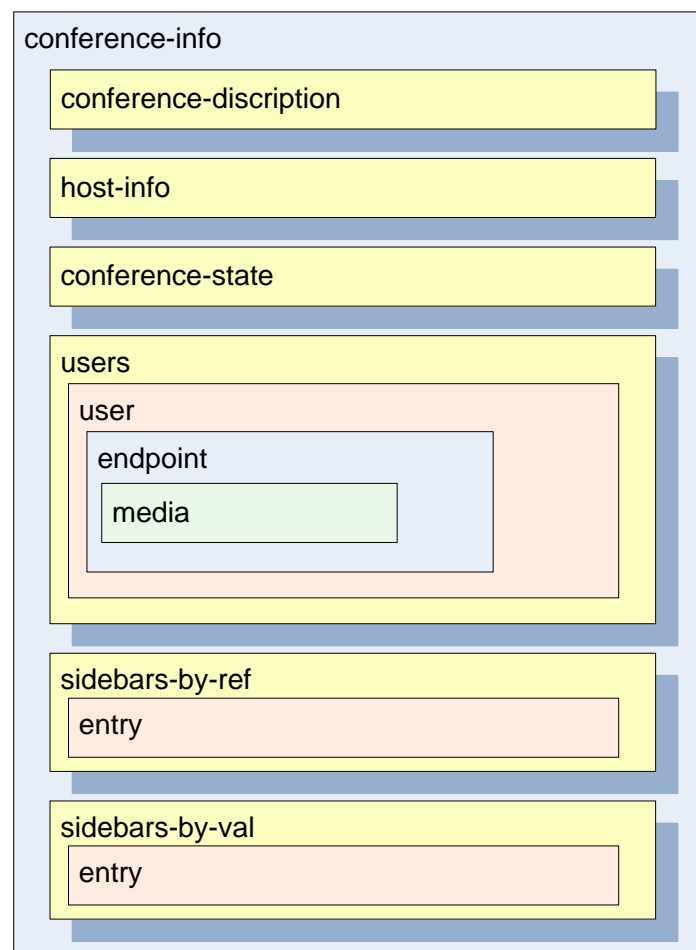 conference-info
conference-discription
host-info
conference-state
users
user
endpoint
media
sidebars-by-ref
entry
sidebars-by-val
entry